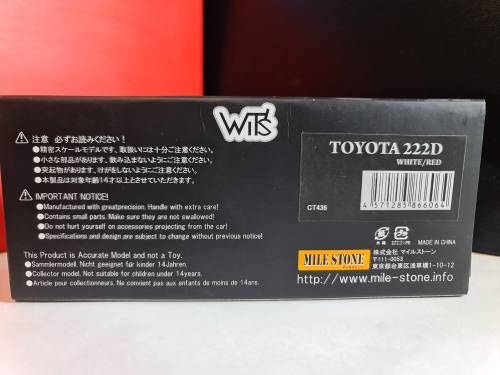 WiT's
注意 必ずお読みください!
●精密スケールモデルです、取扱いには十分ご注意ください。
●小さな部品があります、飲み込まないようにご注意ください。
●突起物があります、けがをしないようにご注意ください。
●本製品は対象年齢14才以上とさせていただきます。
IMPORTANT NOTICE!
●Manufactured with greatprecision. Handle with extra care!
●Contains small parts. Make sure they are not swallowed!
●Do not hurt yourself on accessories projecting from the car!
●Specifications and design are subject to change without previous notice!
This Product is Accurate Model and not a Toy.
●Sammlermodell. Nicht geeignet für kinder 14Jahren.
●Collector model. Not suitable for children under 14years.
●Article pour collectionneurs. Ne convient pas aux enfants de moins de 14ans.
TOYOTA 222D
WHITE/RED
CT436
4 571285 866064
MADE IN CHINA
MILE STONE
株式会社 マイルストーン
〒111-0053
東京都台東区浅草橋1-10-12
http://www.mile-stone.info